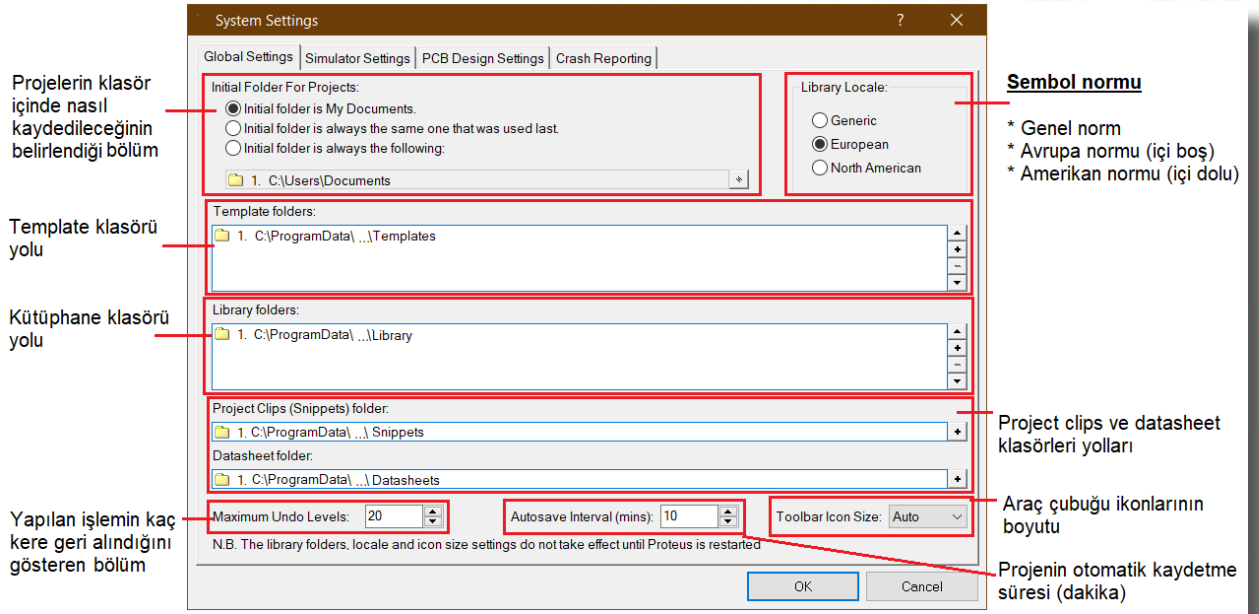 System Settings
?
×
Global Settings
Simulator Settings
PCB Design Settings
Crash Reporting
Projelerin klasör
içinde nasıl
kaydedileceğinin
belirlendiği bölüm
Initial Folder For Projects:
Initial folder is My Documents.
Initial folder is always the same one that was used last.
Initial folder is always the following:
1. C:\Users\Documents
Library Locale:
Generic
European
North American
Sembol normu
* Genel norm
* Avrupa normu (içi boş)
* Amerikan normu (içi dolu)
Template klasörü
yolu
Template folders:
1. C:\ProgramData\ ...\Templates
Kütüphane klasörü
yolu
Library folders:
1. C:\ProgramData\ ...\Library
Project Clips (Snippets) folder:
1. C:\ProgramData\ ...\ Snippets
Datasheet folder:
1. C:\ProgramData\ ...\ Datasheets
Project clips ve datasheet
klasörleri yolları
Yapılan işlemin kaç
kere geri alındığını
gösteren bölüm
Maximum Undo Levels: 20
Autosave Interval (mins): 10
Toolbar Icon Size: Auto
Araç çubuğu ikonlarının
boyutu
N.B. The library folders, locale and icon size settings do not take effect until Proteus is restarted
Projenin otomatik kaydetme
süresi (dakika)
OK
Cancel